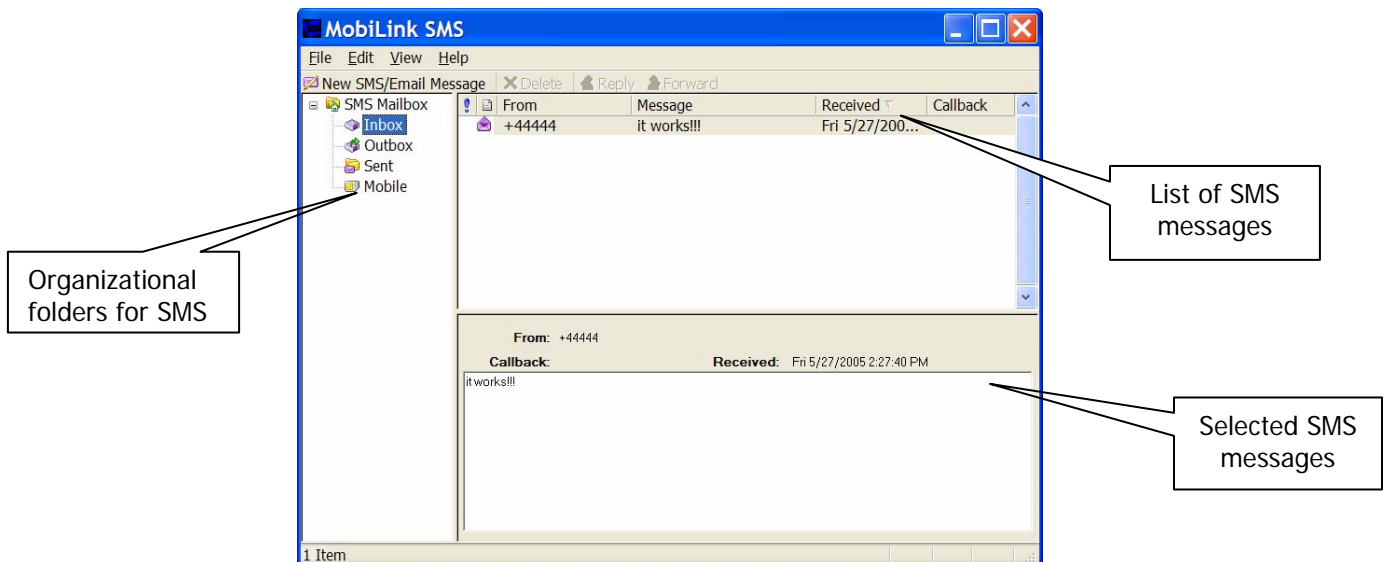 MobiLink SMS
File Edit View Help
New SMS/Email Message Delete Reply Forward
SMS Mailbox
Inbox
Outbox
Sent
Mobile
From Message Received Callback
+44444 it works!!! Fri 5/27/200...
From: +44444
Callback: Received: Fri 5/27/2005 2:27:40 PM
it works!!!
1 Item
Organizational
folders for SMS
List of SMS
messages
Selected SMS
messages